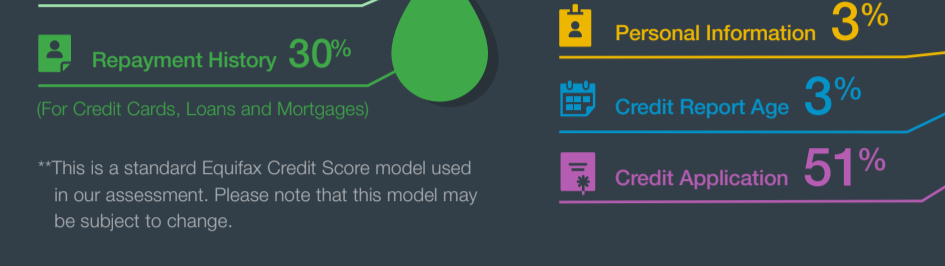 Repayment History 30%
(For Credit Cards, Loans and Mortgages)
**This is a standard Equifax Credit Score model used
in our assessment. Please note that this model may
be subject to change.
Personal Information 3%
Credit Report Age 3%
Credit Application 51%